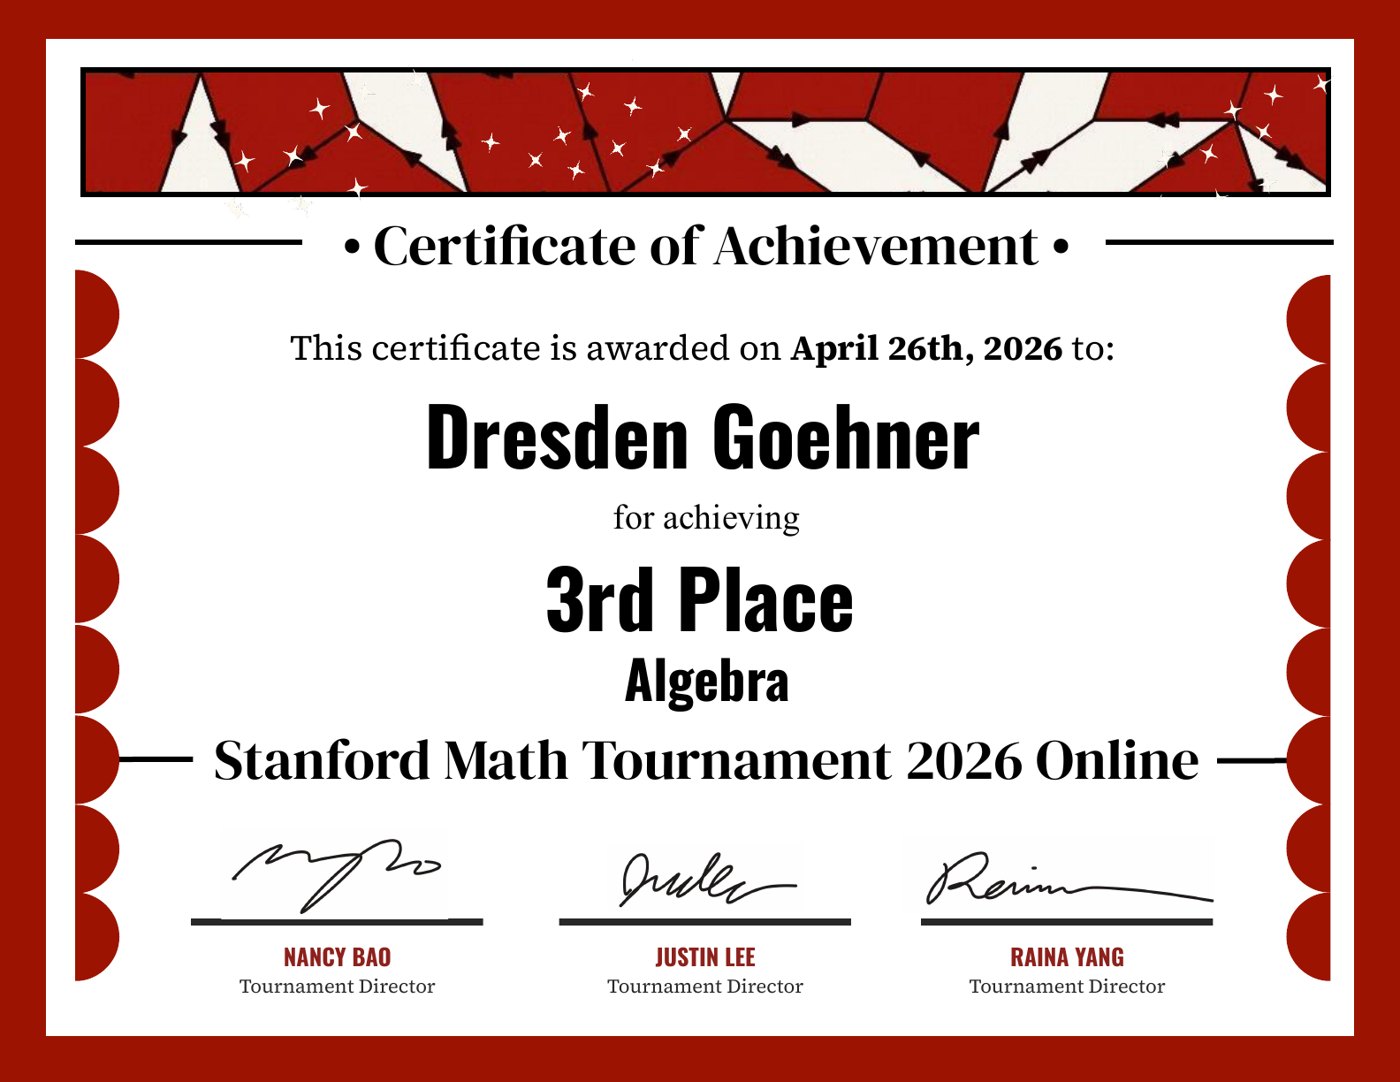 • Certificate of Achievement •
This certificate is awarded on April 26th, 2026 to:
Dresden Goehner
for achieving
3rd Place
Algebra
Stanford Math Tournament 2026 Online
NANCY BAO JUSTIN LEE RAINA YANG
Tournament Director Tournament Director Tournament Director